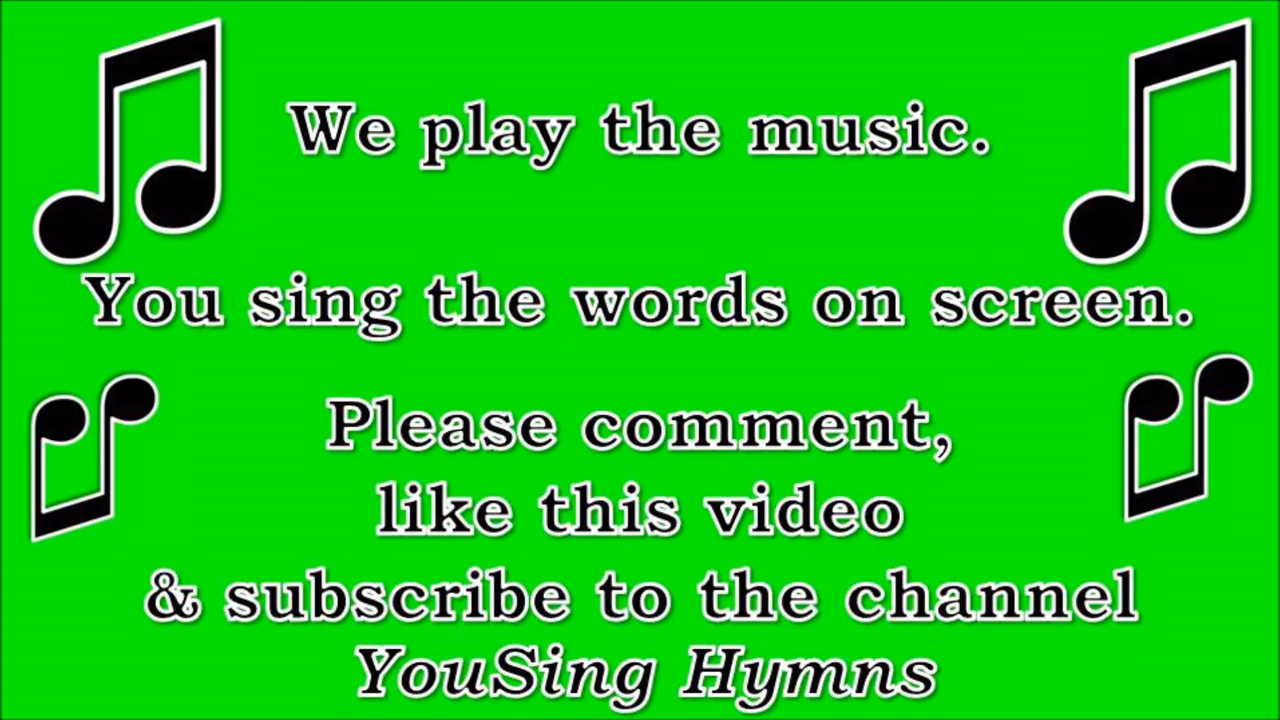 We play the music.
You sing the words on screen.
Please comment,
like this video
& subscribe to the channel
YouSing Hymns